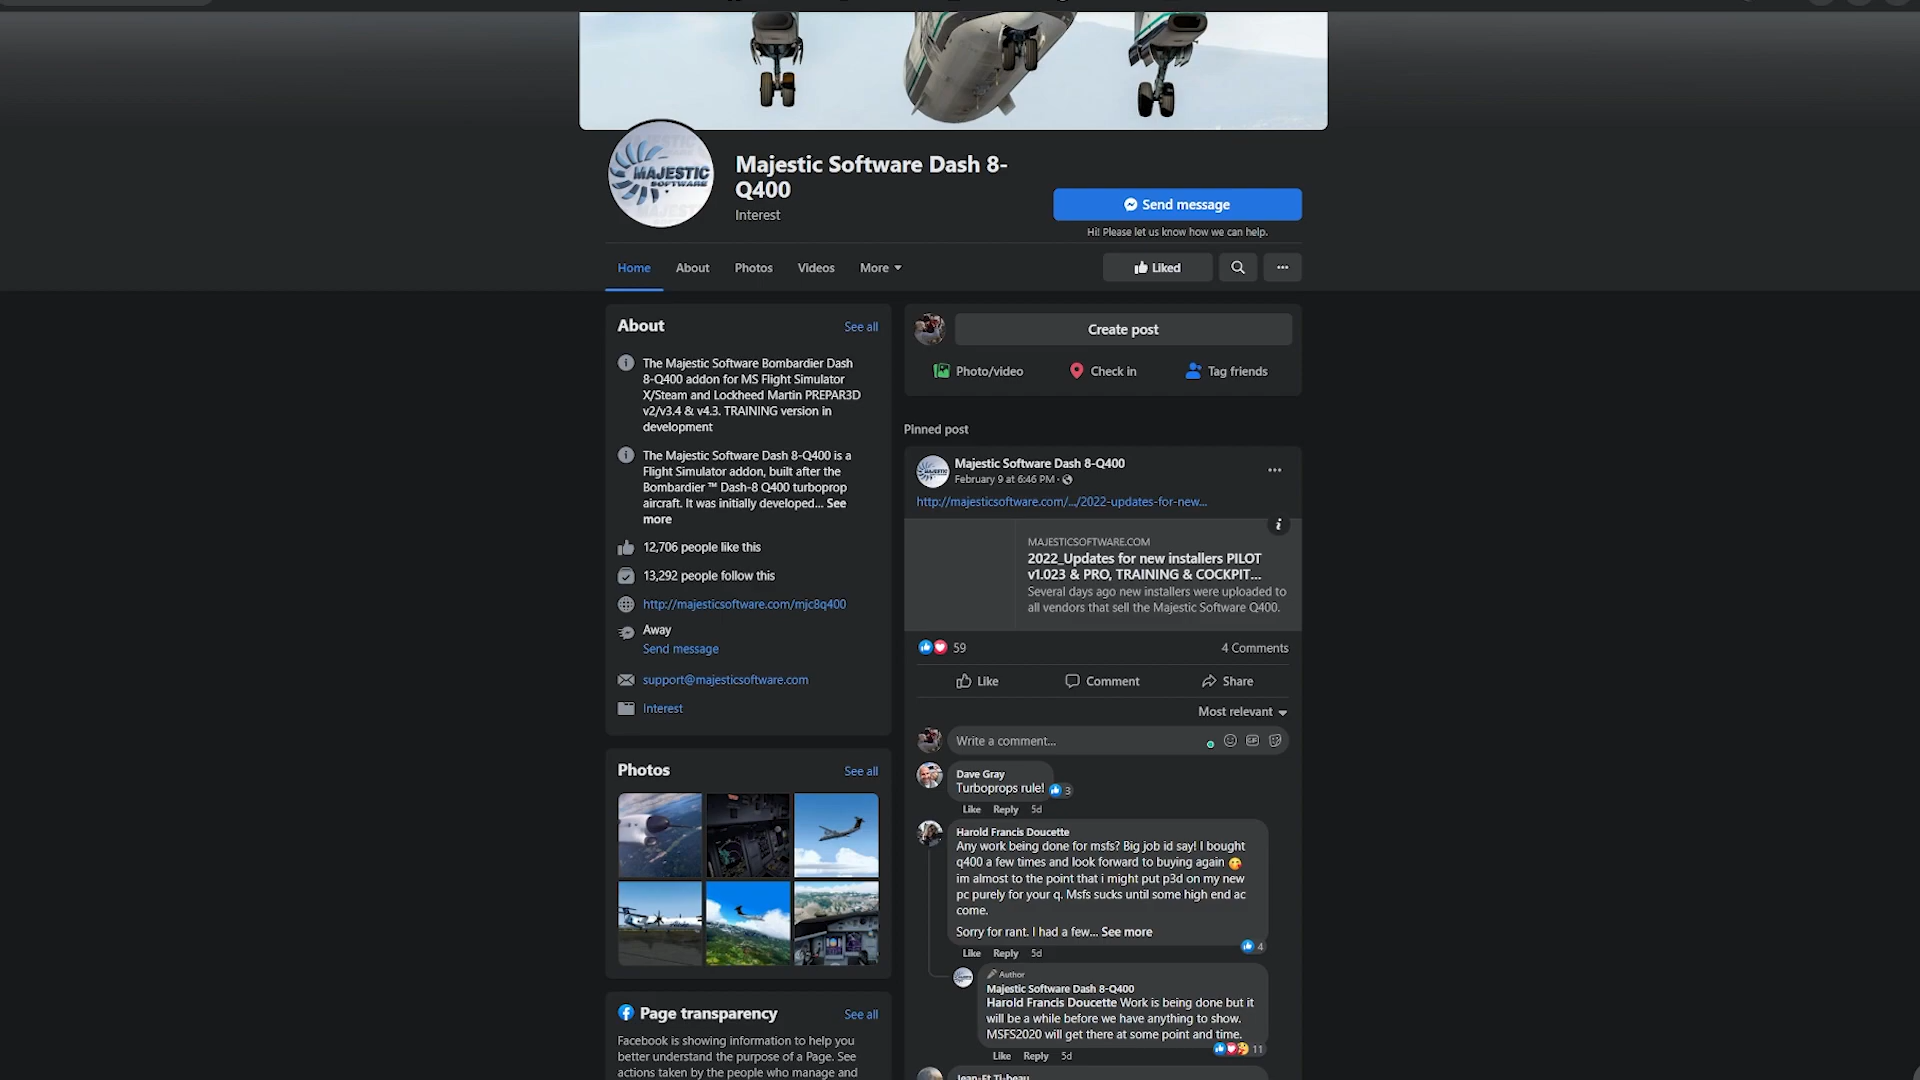 MAJESTIC
SOFTWARE
Majestic Software Dash 8-
Q400
Interest
Send message
Hi! Please let us know how we can help.
Home
About
Photos
Videos
More
Liked
About
See all
The Majestic Software Bombardier Dash
8-Q400 addon for MS Flight Simulator
X/Steam and Lockheed Martin PREPAR3D
v2/v3.4 & v4.3. TRAINING version in
development
The Majestic Software Dash 8-Q400 is a
Flight Simulator addon, built after the
Bombardier ™ Dash-8 Q400 turboprop
aircraft. It was initially developed... See
more
12,706 people like this
13,292 people follow this
http://majesticsoftware.com/mjc8q400
Away
Send message
support@majesticsoftware.com
Interest
Photos
See all
Page transparency
See all
Facebook is showing information to help you
better understand the purpose of a Page. See
actions taken by the people who manage and
Create post
Photo/video
Check in
Tag friends
Pinned post
Majestic Software Dash 8-Q400
February 9 at 6:46 PM ·
http://majesticsoftware.com/.../2022-updates-for-new...
MAJESTICSOFTWARE.COM
2022_Updates for new installers PILOT
v1.023 & PRO, TRAINING & COCKPIT...
Several days ago new installers were uploaded to
all vendors that sell the Majestic Software Q400.
59
4 Comments
Like
Comment
Share
Most relevant
Write a comment...
GIF
Dave Gray
Turboprops rule!
3
Like Reply 5d
Harold Francis Doucette
Any work being done for msfs? Big job id say! I bought
q400 a few times and look forward to buying again
im almost to the point that i might put p3d on my new
pc purely for your q. Msfs sucks until some high end ac
come.
Sorry for rant. I had a few... See more
4
Like Reply 5d
Author
Majestic Software Dash 8-Q400
Harold Francis Doucette Work is being done but it
will be a while before we have anything to show.
MSFS2020 will get there at some point and time.
11
Like Reply 5d
Jean-Et Ti-beau